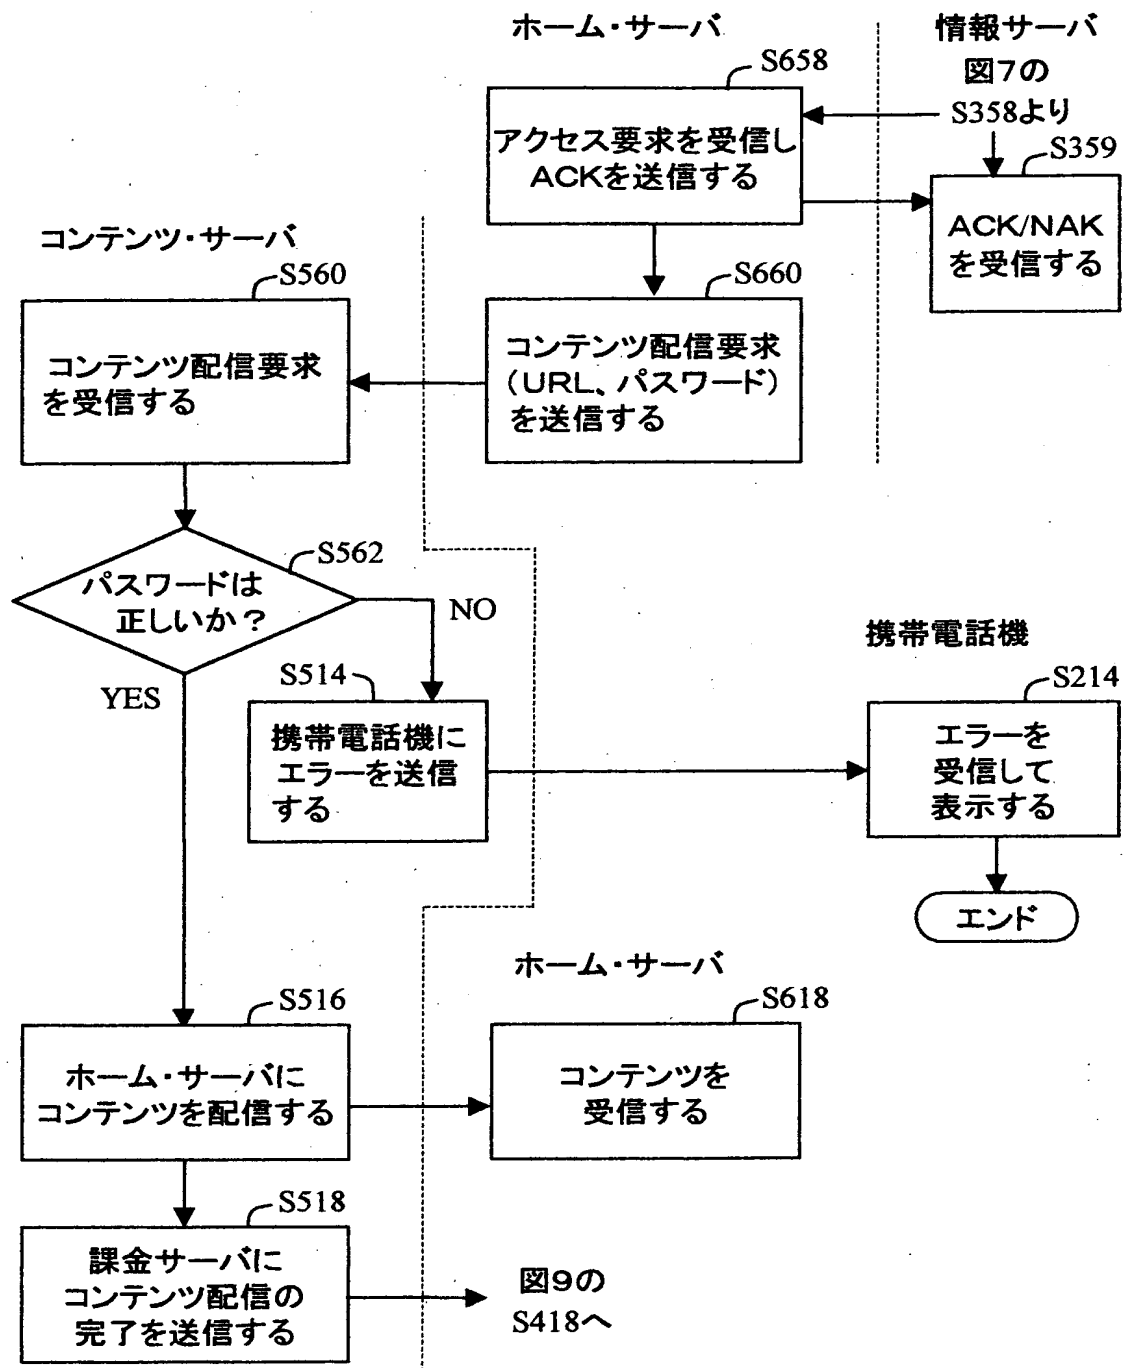 ホーム・サーバ
情報サーバ
S658
図7の
S358より
アクセス要求を受信し
ACKを送信する
S359
ACK/NAK
を受信する
コンテンツ・サーバ
S560
S660
コンテンツ配信要求
を受信する
コンテンツ配信要求
(URL、パスワード)
を送信する
S562
パスワードは
正しいか?
NO
YES
S514
携帯電話機に
エラーを送信
する
携帯電話機
S214
エラーを
受信して
表示する
エンド
ホーム・サーバ
S516
S618
ホーム・サーバに
コンテンツを配信する
コンテンツを
受信する
S518
課金サーバに
コンテンツ配信の
完了を送信する
図9の
S418へ